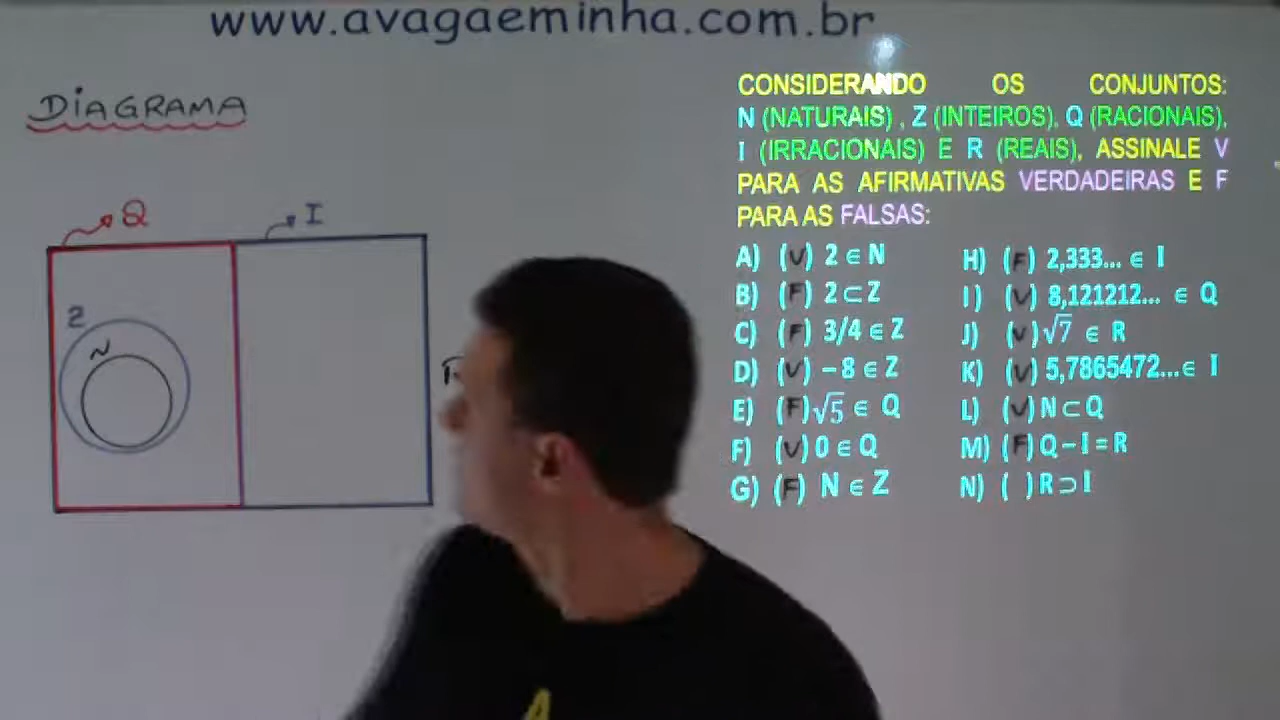 www.avagaeminha.com.br
DIAGRAMA
Q
I
Z
N
CONSIDERANDO OS CONJUNTOS:
N (NATURAIS) , Z (INTEIROS), Q (RACIONAIS),
I (IRRACIONAIS) E R (REAIS), ASSINALE V
PARA AS AFIRMATIVAS VERDADEIRAS E F
PARA AS FALSAS:
A) (V) 2 ∈ N
B) (F) 2 ⊂ Z
C) (F) 3/4 ∈ Z
D) (V) – 8 ∈ Z
E) (F) √5 ∈ Q
F) (V) 0 ∈ Q
G) (F) N ∈ Z
H) (F) 2,333... ∈ I
I) (V) 8,121212... ∈ Q
J) (V) √7 ∈ R
K) (V) 5,7865472... ∈ I
L) (V) N ⊂ Q
M) (F) Q – I = R
N) ( ) R ⊃ I